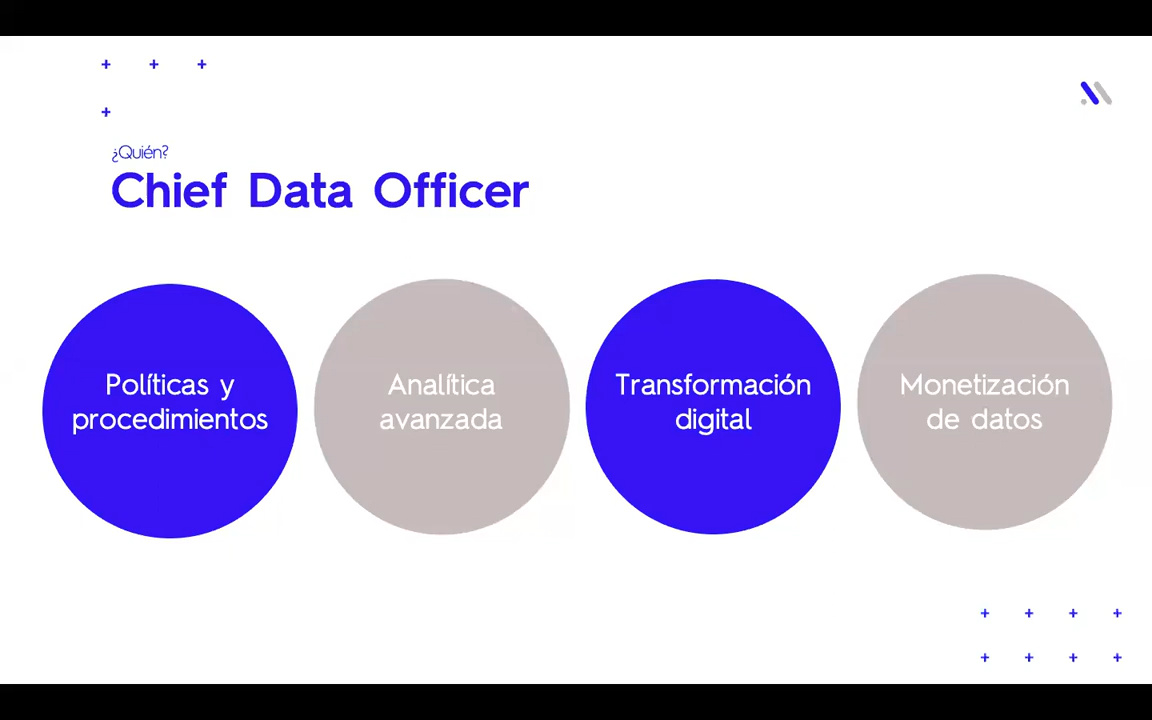 ¿Quién?
Chief Data Officer
Políticas y
procedimientos
Analítica
avanzada
Transformación
digital
Monetización
de datos